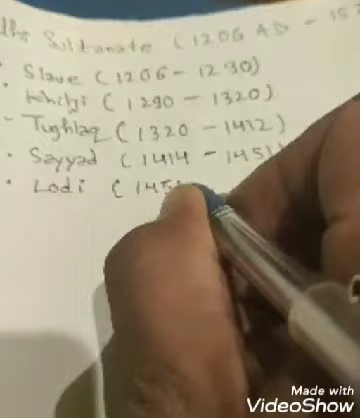 Sultanate (1206 AD - 15
• Slave (1206 - 1290)
• Khilji (1290 - 1320)
- Tughlaq (1320 - 1412)
• Sayyad (1414 - 1451)
• Lodi (145
Made with
VideoShow